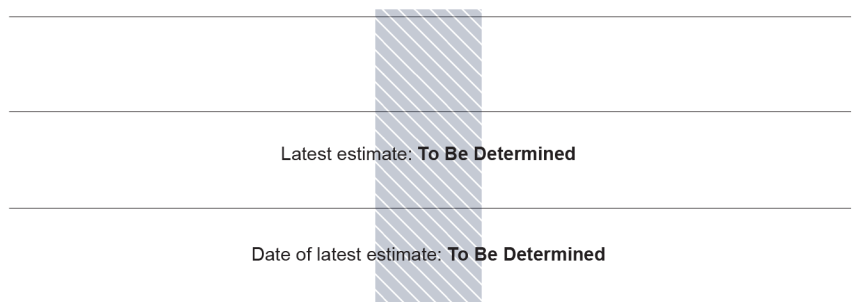 Latest estimate: To Be Determined
Date of latest estimate: To Be Determined